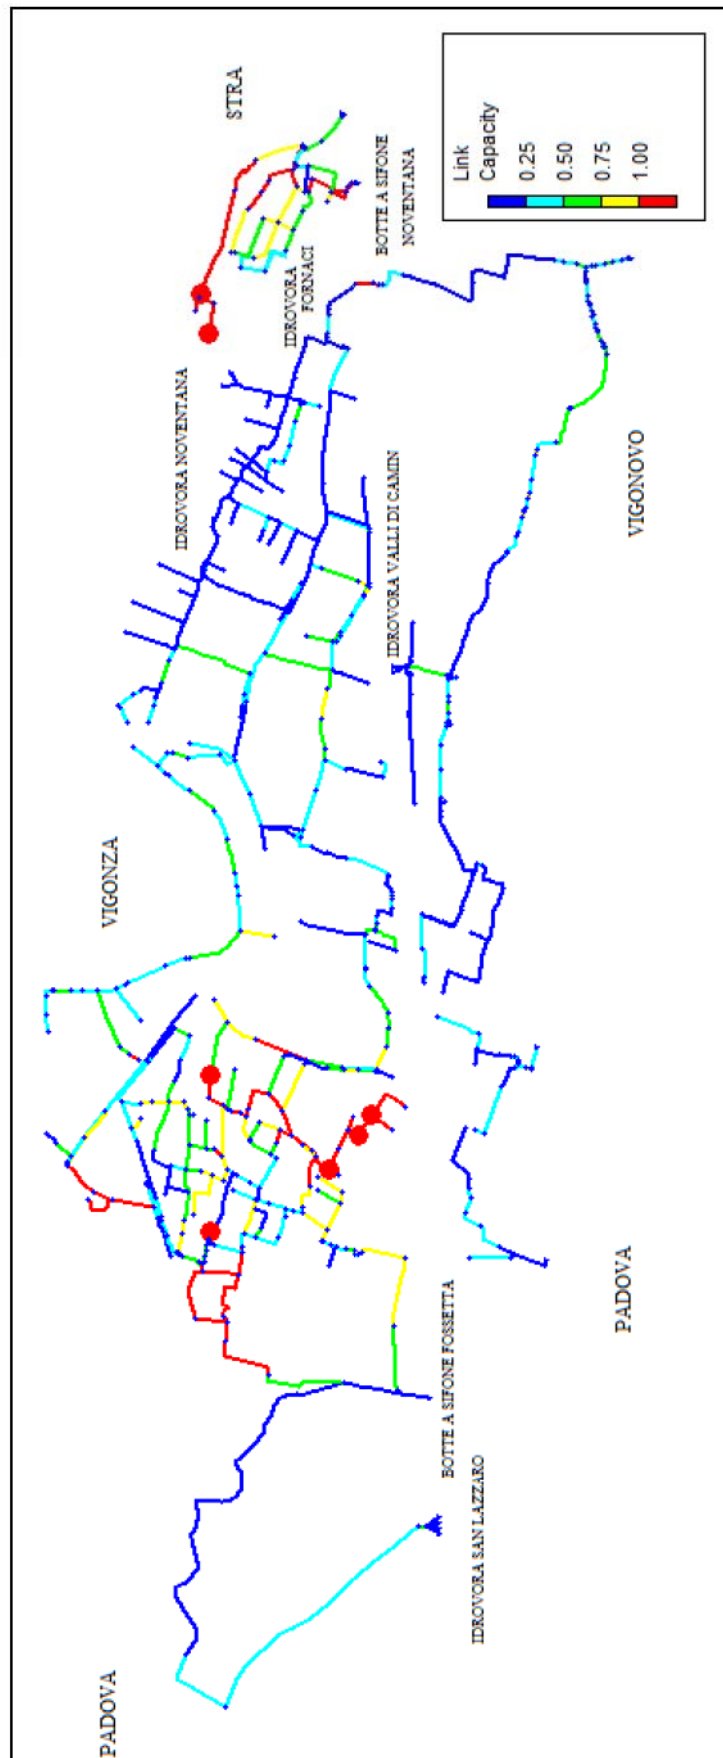 STRA
Link
Capacity
0.25
0.50
0.75
1.00
BOTTE A SIFONE
NOVENTANA
IDROVORA
FORNACI
IDROVORA NOVENTANA
IDROVORA VALLI DI CAMIN
VIGONOVO
VIGONZA
PADOVA
BOTTE A SIFONE FOSSETTA
IDROVORA SAN LAZZARO
PADOVA